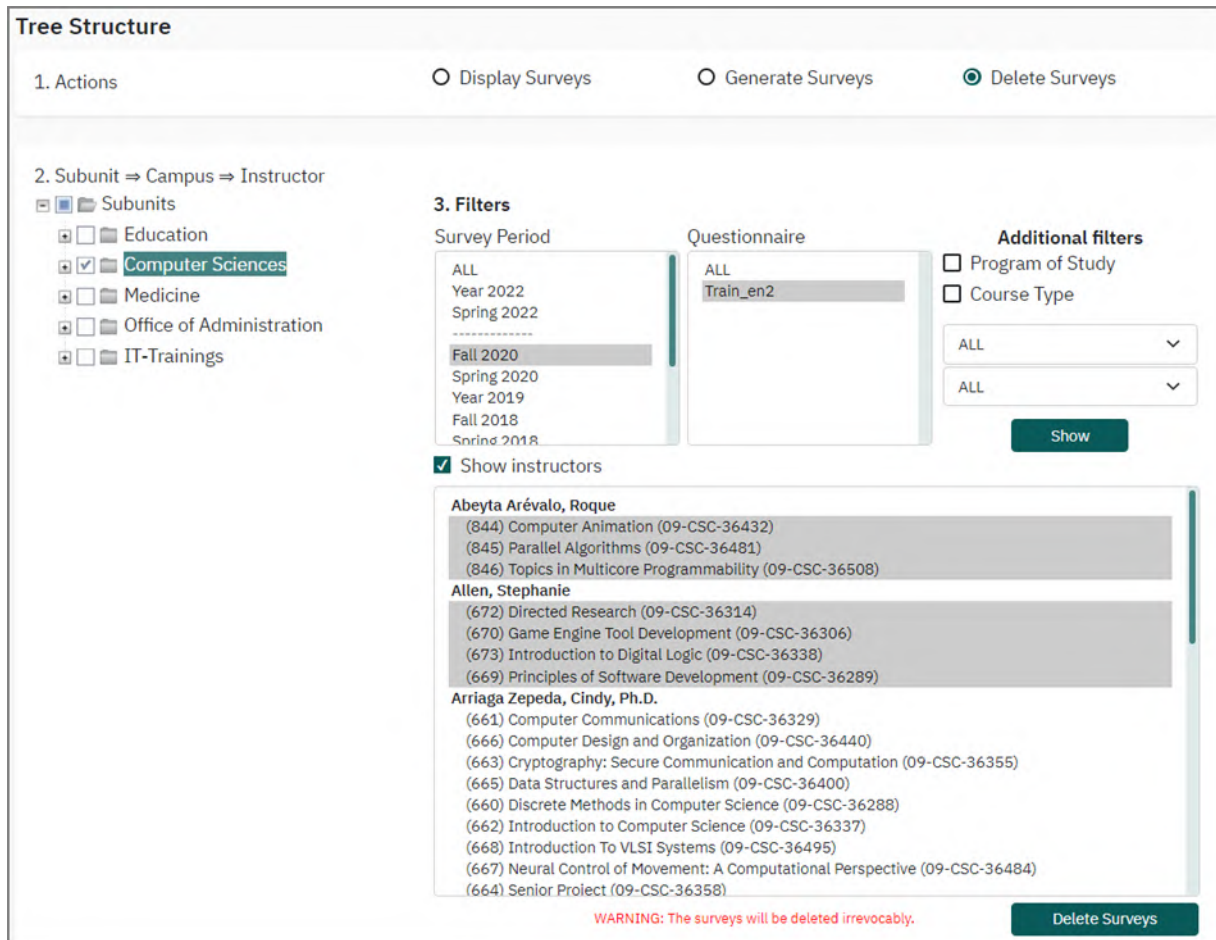 Tree Structure
1. Actions
Display Surveys
Generate Surveys
Delete Surveys
2. Subunit ⇒ Campus ⇒ Instructor
Subunits
Education
Computer Sciences
Medicine
Office of Administration
IT-Trainings
3. Filters
Survey Period
ALL
Year 2022
Spring 2022
-------------
Fall 2020
Spring 2020
Year 2019
Fall 2018
Spring 2018
Questionnaire
ALL
Train_en2
Additional filters
Program of Study
Course Type
ALL
ALL
Show
Show instructors
Abeyta Arévalo, Roque
(844) Computer Animation (09-CSC-36432)
(845) Parallel Algorithms (09-CSC-36481)
(846) Topics in Multicore Programmability (09-CSC-36508)
Allen, Stephanie
(672) Directed Research (09-CSC-36314)
(670) Game Engine Tool Development (09-CSC-36306)
(673) Introduction to Digital Logic (09-CSC-36338)
(669) Principles of Software Development (09-CSC-36289)
Arriaga Zepeda, Cindy, Ph.D.
(661) Computer Communications (09-CSC-36329)
(666) Computer Design and Organization (09-CSC-36440)
(663) Cryptography: Secure Communication and Computation (09-CSC-36355)
(665) Data Structures and Parallelism (09-CSC-36400)
(660) Discrete Methods in Computer Science (09-CSC-36288)
(662) Introduction to Computer Science (09-CSC-36337)
(668) Introduction To VLSI Systems (09-CSC-36495)
(667) Neural Control of Movement: A Computational Perspective (09-CSC-36484)
(664) Senior Project (09-CSC-36358)
WARNING: The surveys will be deleted irrevocably.
Delete Surveys